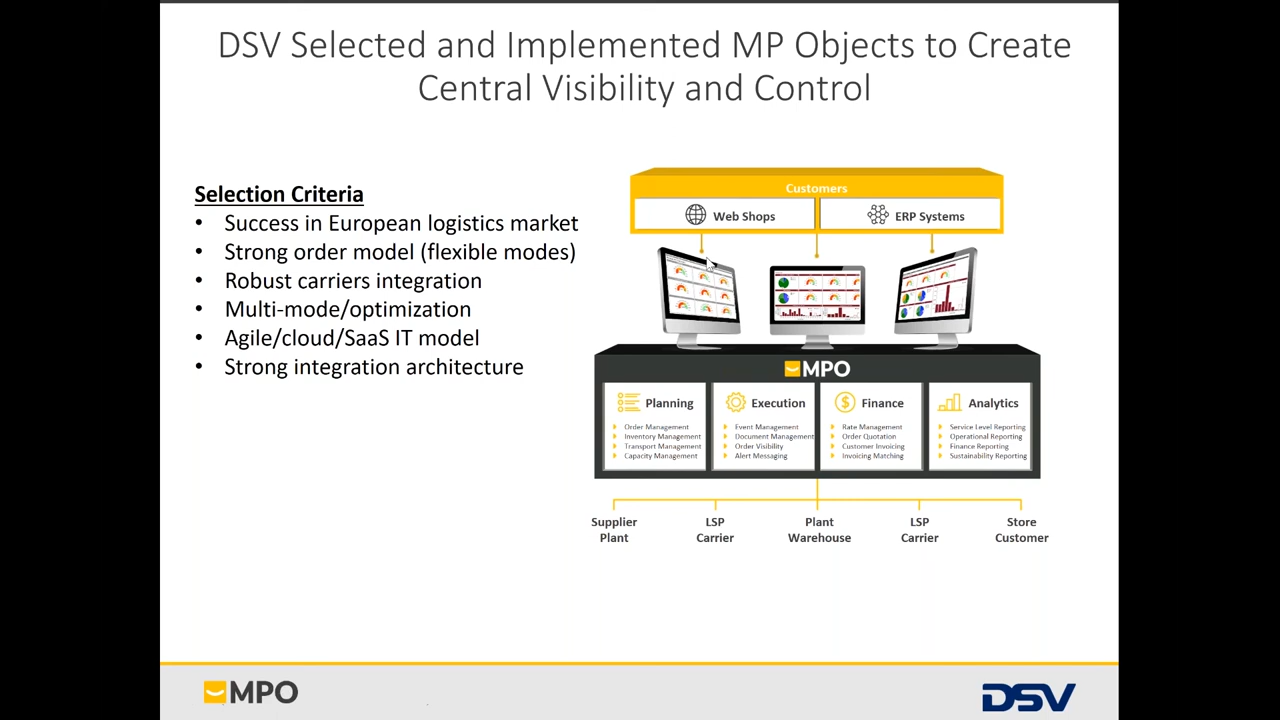 DSV Selected and Implemented MP Objects to Create
Central Visibility and Control
Selection Criteria
• Success in European logistics market
• Strong order model (flexible modes)
• Robust carriers integration
• Multi-mode/optimization
• Agile/cloud/SaaS IT model
• Strong integration architecture
Customers
Web Shops
ERP Systems
MPO
Planning
Order Management
Inventory Management
Transport Management
Capacity Management
Execution
Event Management
Document Management
Order Visibility
Alert Messaging
Finance
Rate Management
Order Quotation
Customer Invoicing
Invoicing Matching
Analytics
Service Level Reporting
Operational Reporting
Finance Reporting
Sustainability Reporting
Supplier
Plant
LSP
Carrier
Plant
Warehouse
LSP
Carrier
Store
Customer
MPO
DSV